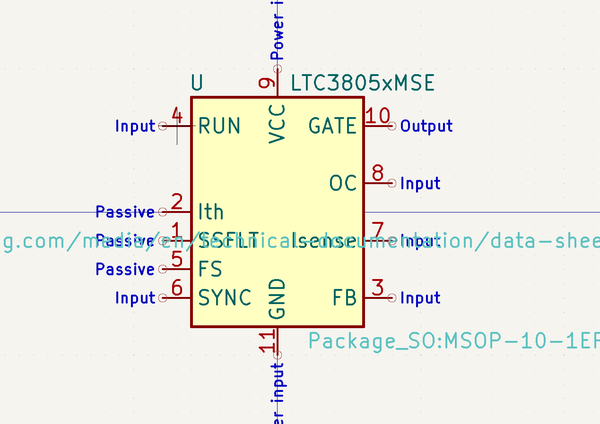 Power i
U LTC3805xMSE
9
VCC
Input 4 RUN GATE 10 Output
OC 8 Input
Passive 2 Ith
g.com/media/en/technical-documentation/data-shee
Passive 1 SSFLT Isense 7 Input
Passive 5 FS
Input 6 SYNC FB 3 Input
GND
11
Package_SO:MSOP-10-1EP
er input